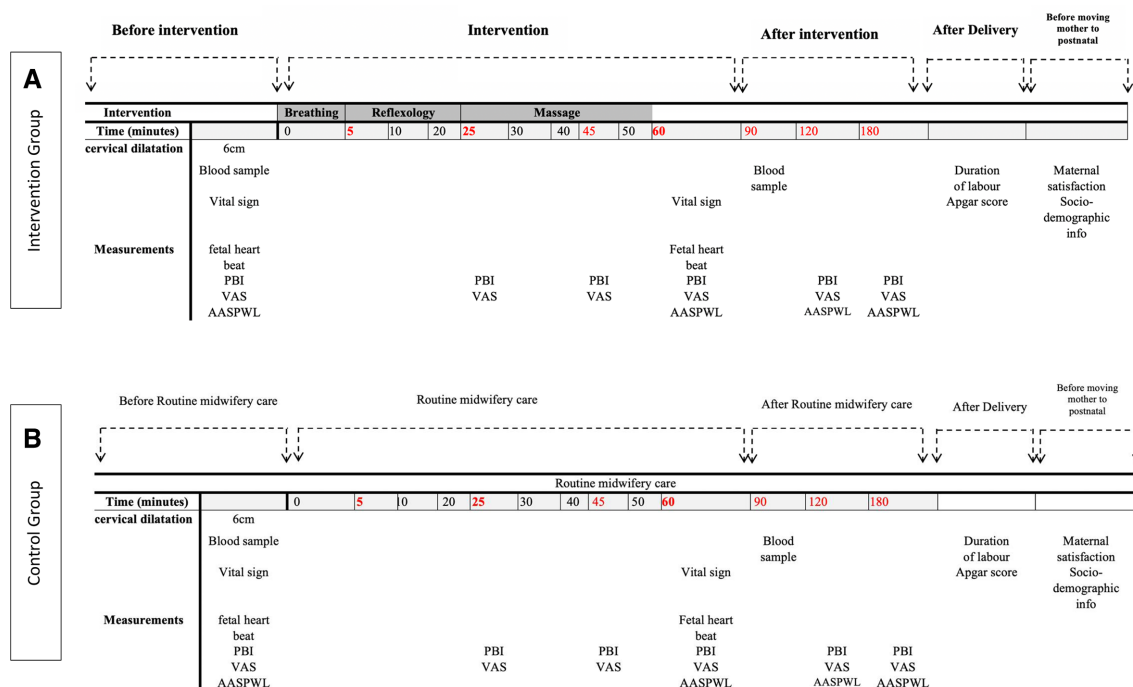 Before intervention
Intervention
After intervention
After Delivery
Before moving
mother to
postnatal
A
Intervention Group
Intervention Breathing Reflexology Massage
Time (minutes) 0 5 10 20 25 30 40 45 50 60 90 120 180
cervical dilatation 6cm
Blood sample
Blood
sample
Duration
of labour
Apgar score
Maternal
satisfaction
Socio-
demographic
info
Vital sign
Vital sign
Measurements
fetal heart
beat
PBI
VAS
AASPWL
PBI
VAS
PBI
VAS
Fetal heart
beat
PBI
VAS
AASPWL
PBI
VAS
AASPWL
PBI
VAS
AASPWL
Before Routine midwifery care
Routine midwifery care
After Routine midwifery care
After Delivery
Before moving
mother to
postnatal
B
Control Group
Routine midwifery care
Time (minutes) 0 5 10 20 25 30 40 45 50 60 90 120 180
cervical dilatation 6cm
Blood sample
Blood
sample
Duration
of labour
Apgar score
Maternal
satisfaction
Socio-
demographic
info
Vital sign
Vital sign
Measurements
fetal heart
beat
PBI
VAS
AASPWL
PBI
VAS
PBI
VAS
Fetal heart
beat
PBI
VAS
AASPWL
PBI
VAS
AASPWL
PBI
VAS
AASPWL